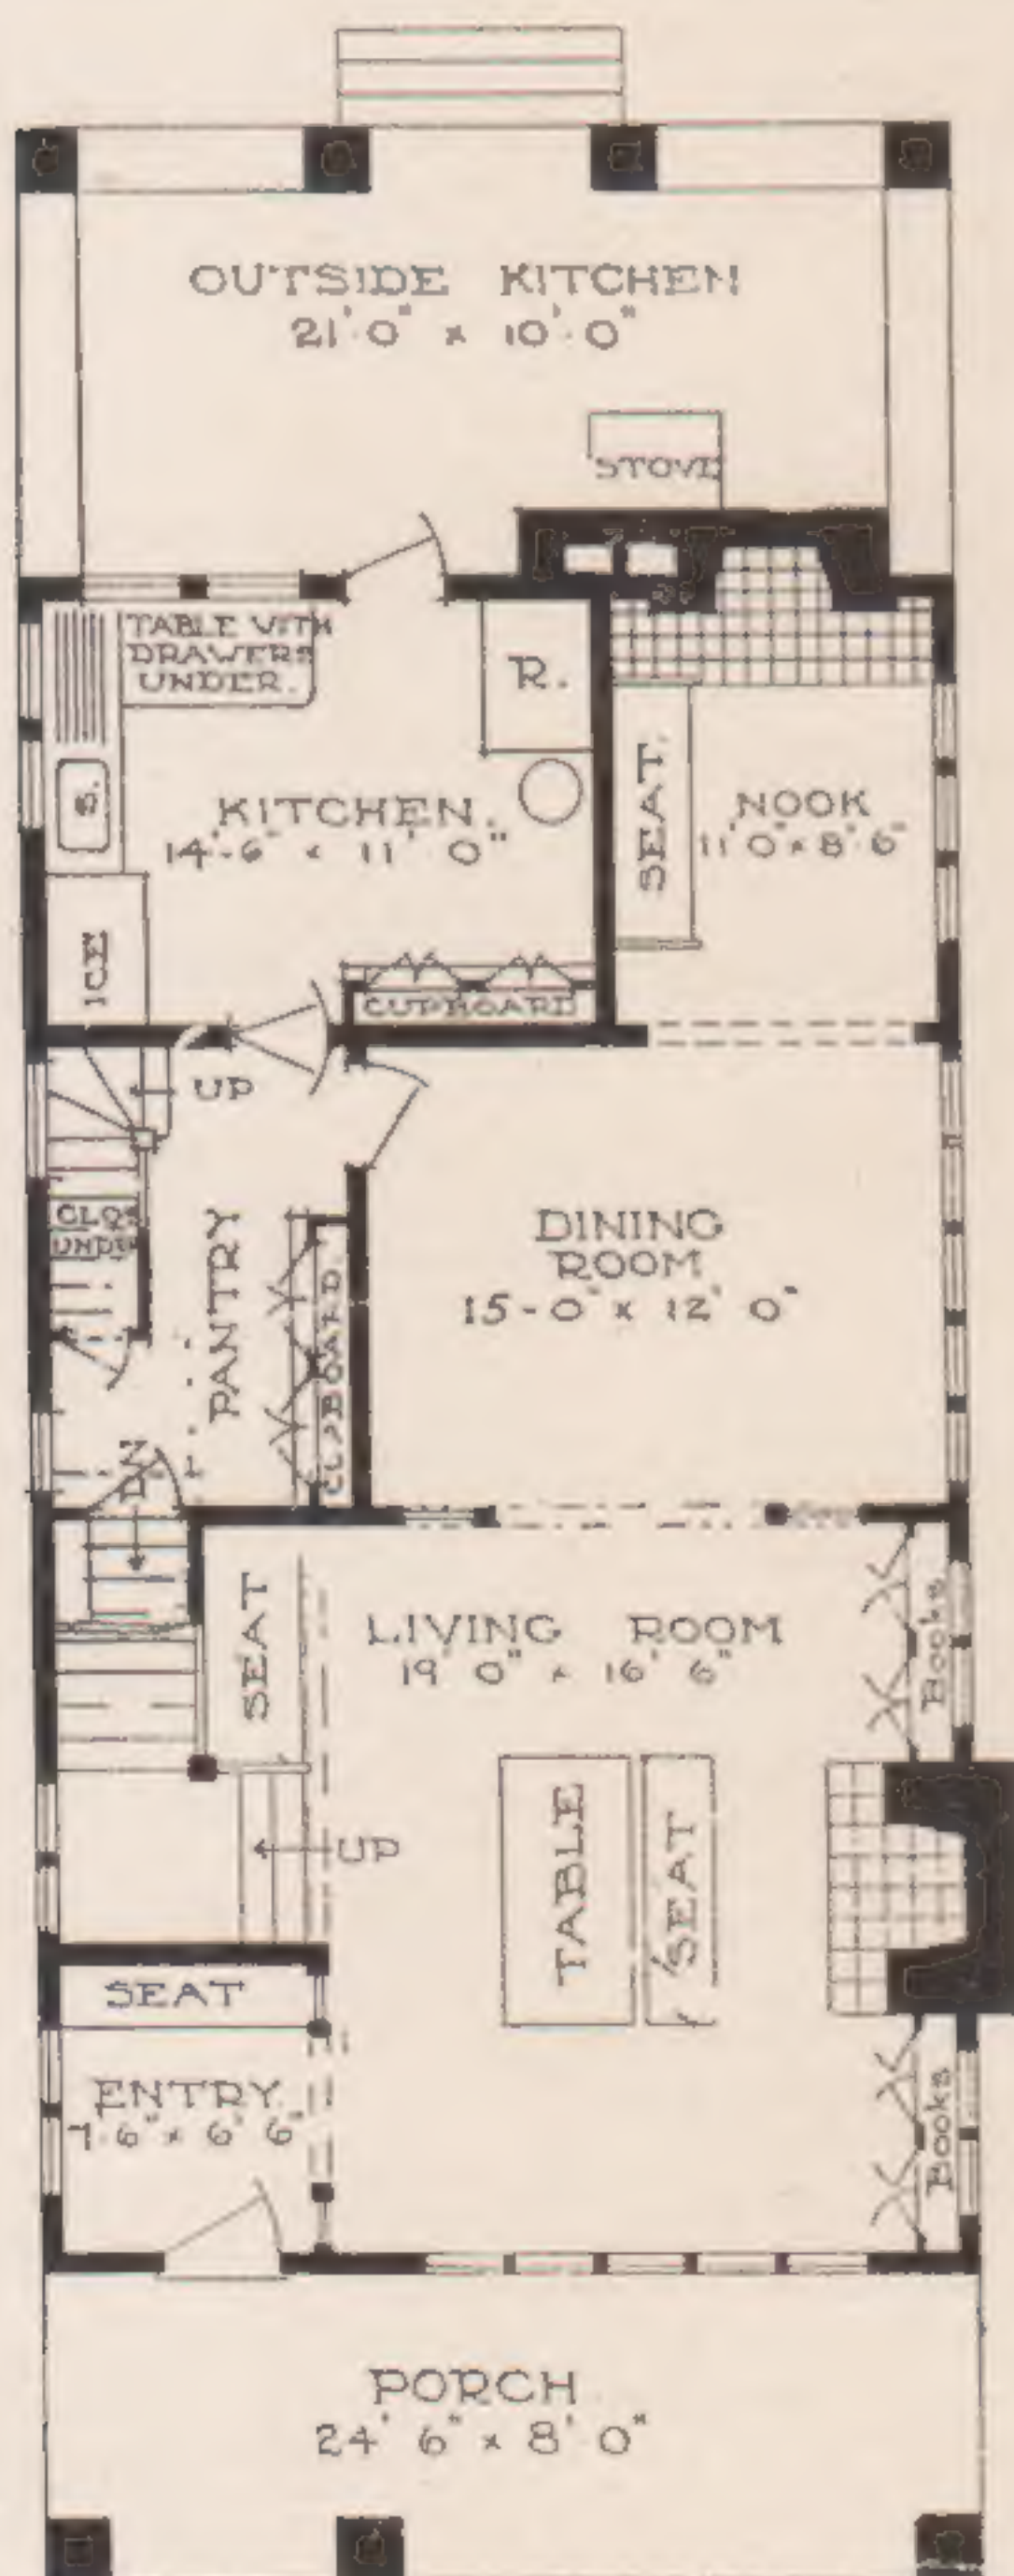 OUTSIDE KITCHEN
21'-0" x 10'-0"
STOVE
TABLE WITH
DRAWERS
UNDER.
R.
S.
KITCHEN.
14'-6" x 11' 0"
SEAT.
NOOK
11' 0" x 8' 6"
ICE
CUPBOARD
UP
CLOS
UNDER
PANTRY
CUPBOARD.
DINING
ROOM
15-0" x 12' 0"
DN
SEAT
LIVING ROOM
19' 0" x 16' 6"
Books
UP
TABLE
SEAT
SEAT
ENTRY.
7-6" x 6' 6"
Books
PORCH
24' 6" x 8' 0"